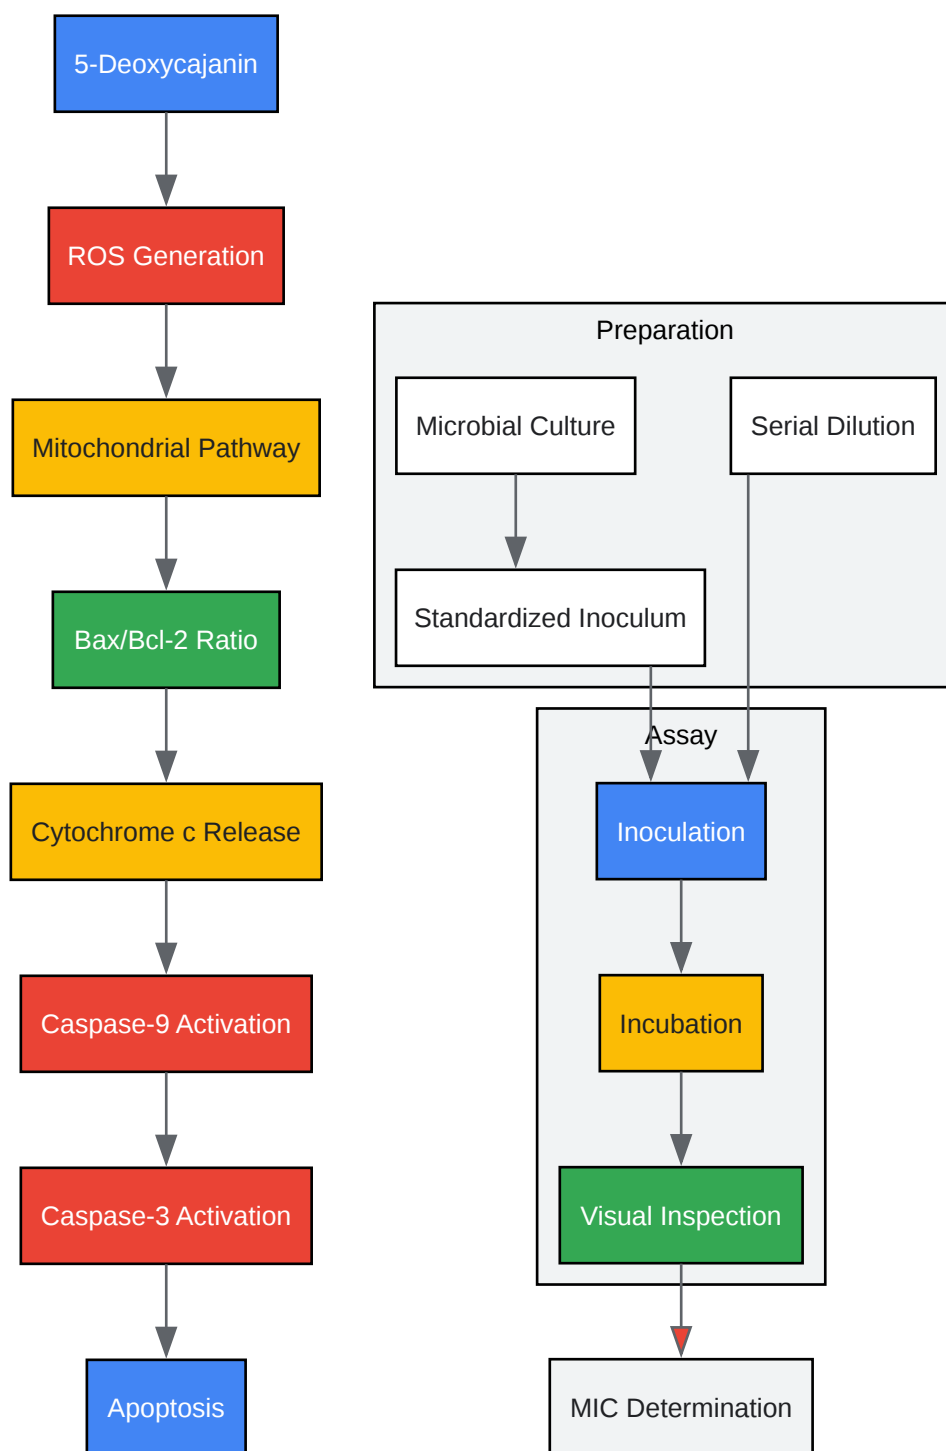 5-Deoxycajanin
ROS Generation
Mitochondrial Pathway
Bax/Bcl-2 Ratio
Cytochrome c Release
Caspase-9 Activation
Caspase-3 Activation
Apoptosis
Preparation
Microbial Culture
Serial Dilution
Standardized Inoculum
Assay
Inoculation
Incubation
Visual Inspection
MIC Determination